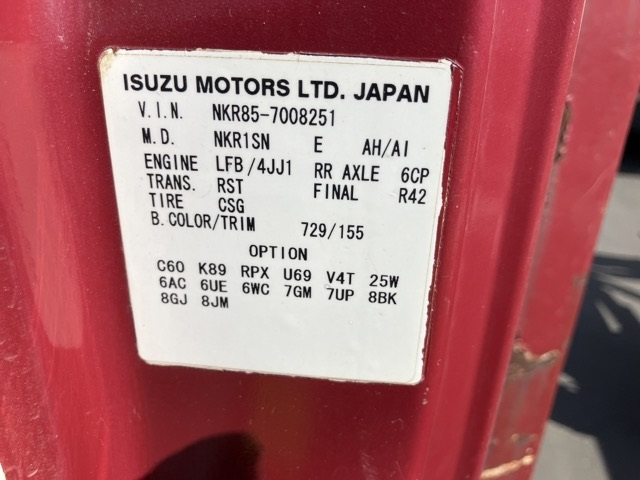 ISUZU MOTORS LTD. JAPAN
V.I.N. NKR85-7008251
M.D. NKR1SN E AH/AI
ENGINE LFB/4JJ1 RR AXLE 6CP
TRANS. RST FINAL R42
TIRE CSG
B.COLOR/TRIM 729/155
OPTION
C60 K89 RPX U69 V4T 25W
6AC 6UE 6WC 7GM 7UP 8BK
8GJ 8JM